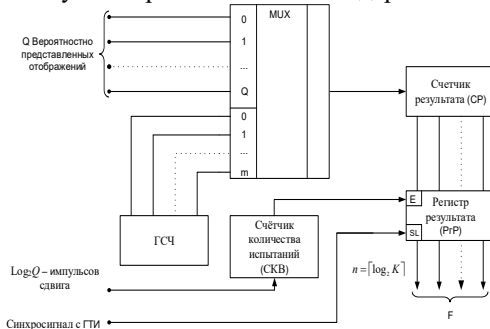 Q Вероятностно
представленных
отображений
0
1
...
Q
0
1
...
m
MUX
Счетчик
результата (СР)
E
SL
Регистр
результата
(РгР)
ГСЧ
Счётчик
количества
испытаний
(СКВ)
n = ⌈log₂ K⌉
Log₂Q – импульсов
сдвига
Синхросигнал с ГТИ
F